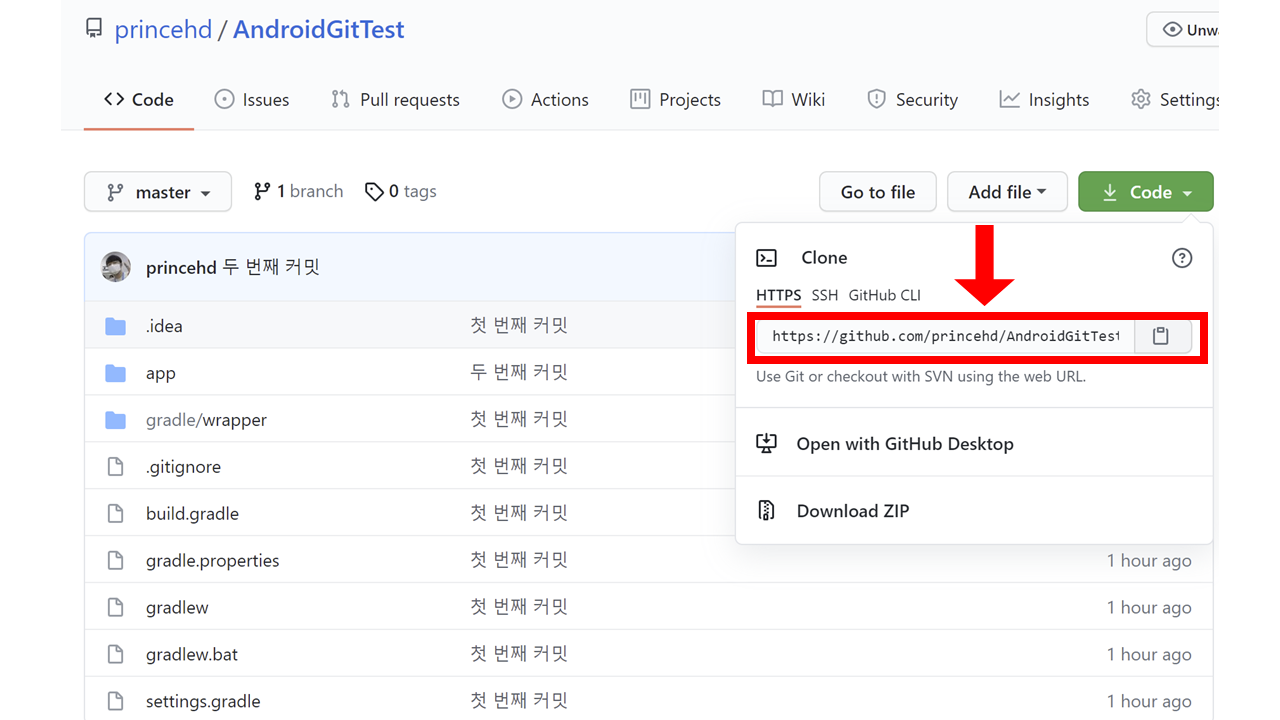 princehd / AndroidGitTest
Code Issues Pull requests Actions Projects Wiki Security Insights Settings
master 1 branch 0 tags Go to file Add file Code
princehd 두 번째 커밋
Clone
HTTPS SSH GitHub CLI
https://github.com/princehd/AndroidGitTest
Use Git or checkout with SVN using the web URL.
Open with GitHub Desktop
Download ZIP
.idea 첫 번째 커밋
app 두 번째 커밋
gradle/wrapper 첫 번째 커밋
.gitignore 첫 번째 커밋
build.gradle 첫 번째 커밋
gradle.properties 첫 번째 커밋 1 hour ago
gradlew 첫 번째 커밋 1 hour ago
gradlew.bat 첫 번째 커밋 1 hour ago
settings.gradle 첫 번째 커밋 1 hour ago